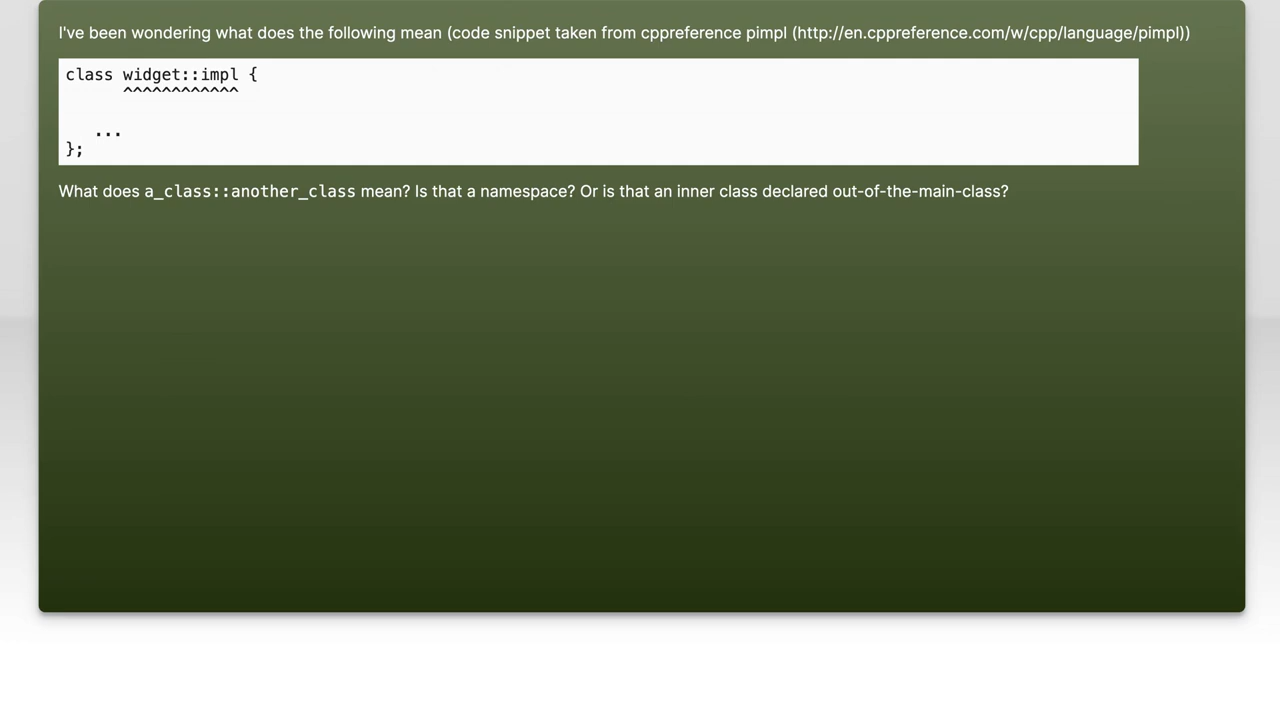 I've been wondering what does the following mean (code snippet taken from cppreference pimpl (http://en.cppreference.com/w/cpp/language/pimpl))
class widget::impl {
      ^^^^^^^^^^^^
   ...
};
What does a_class::another_class mean? Is that a namespace? Or is that an inner class declared out-of-the-main-class?